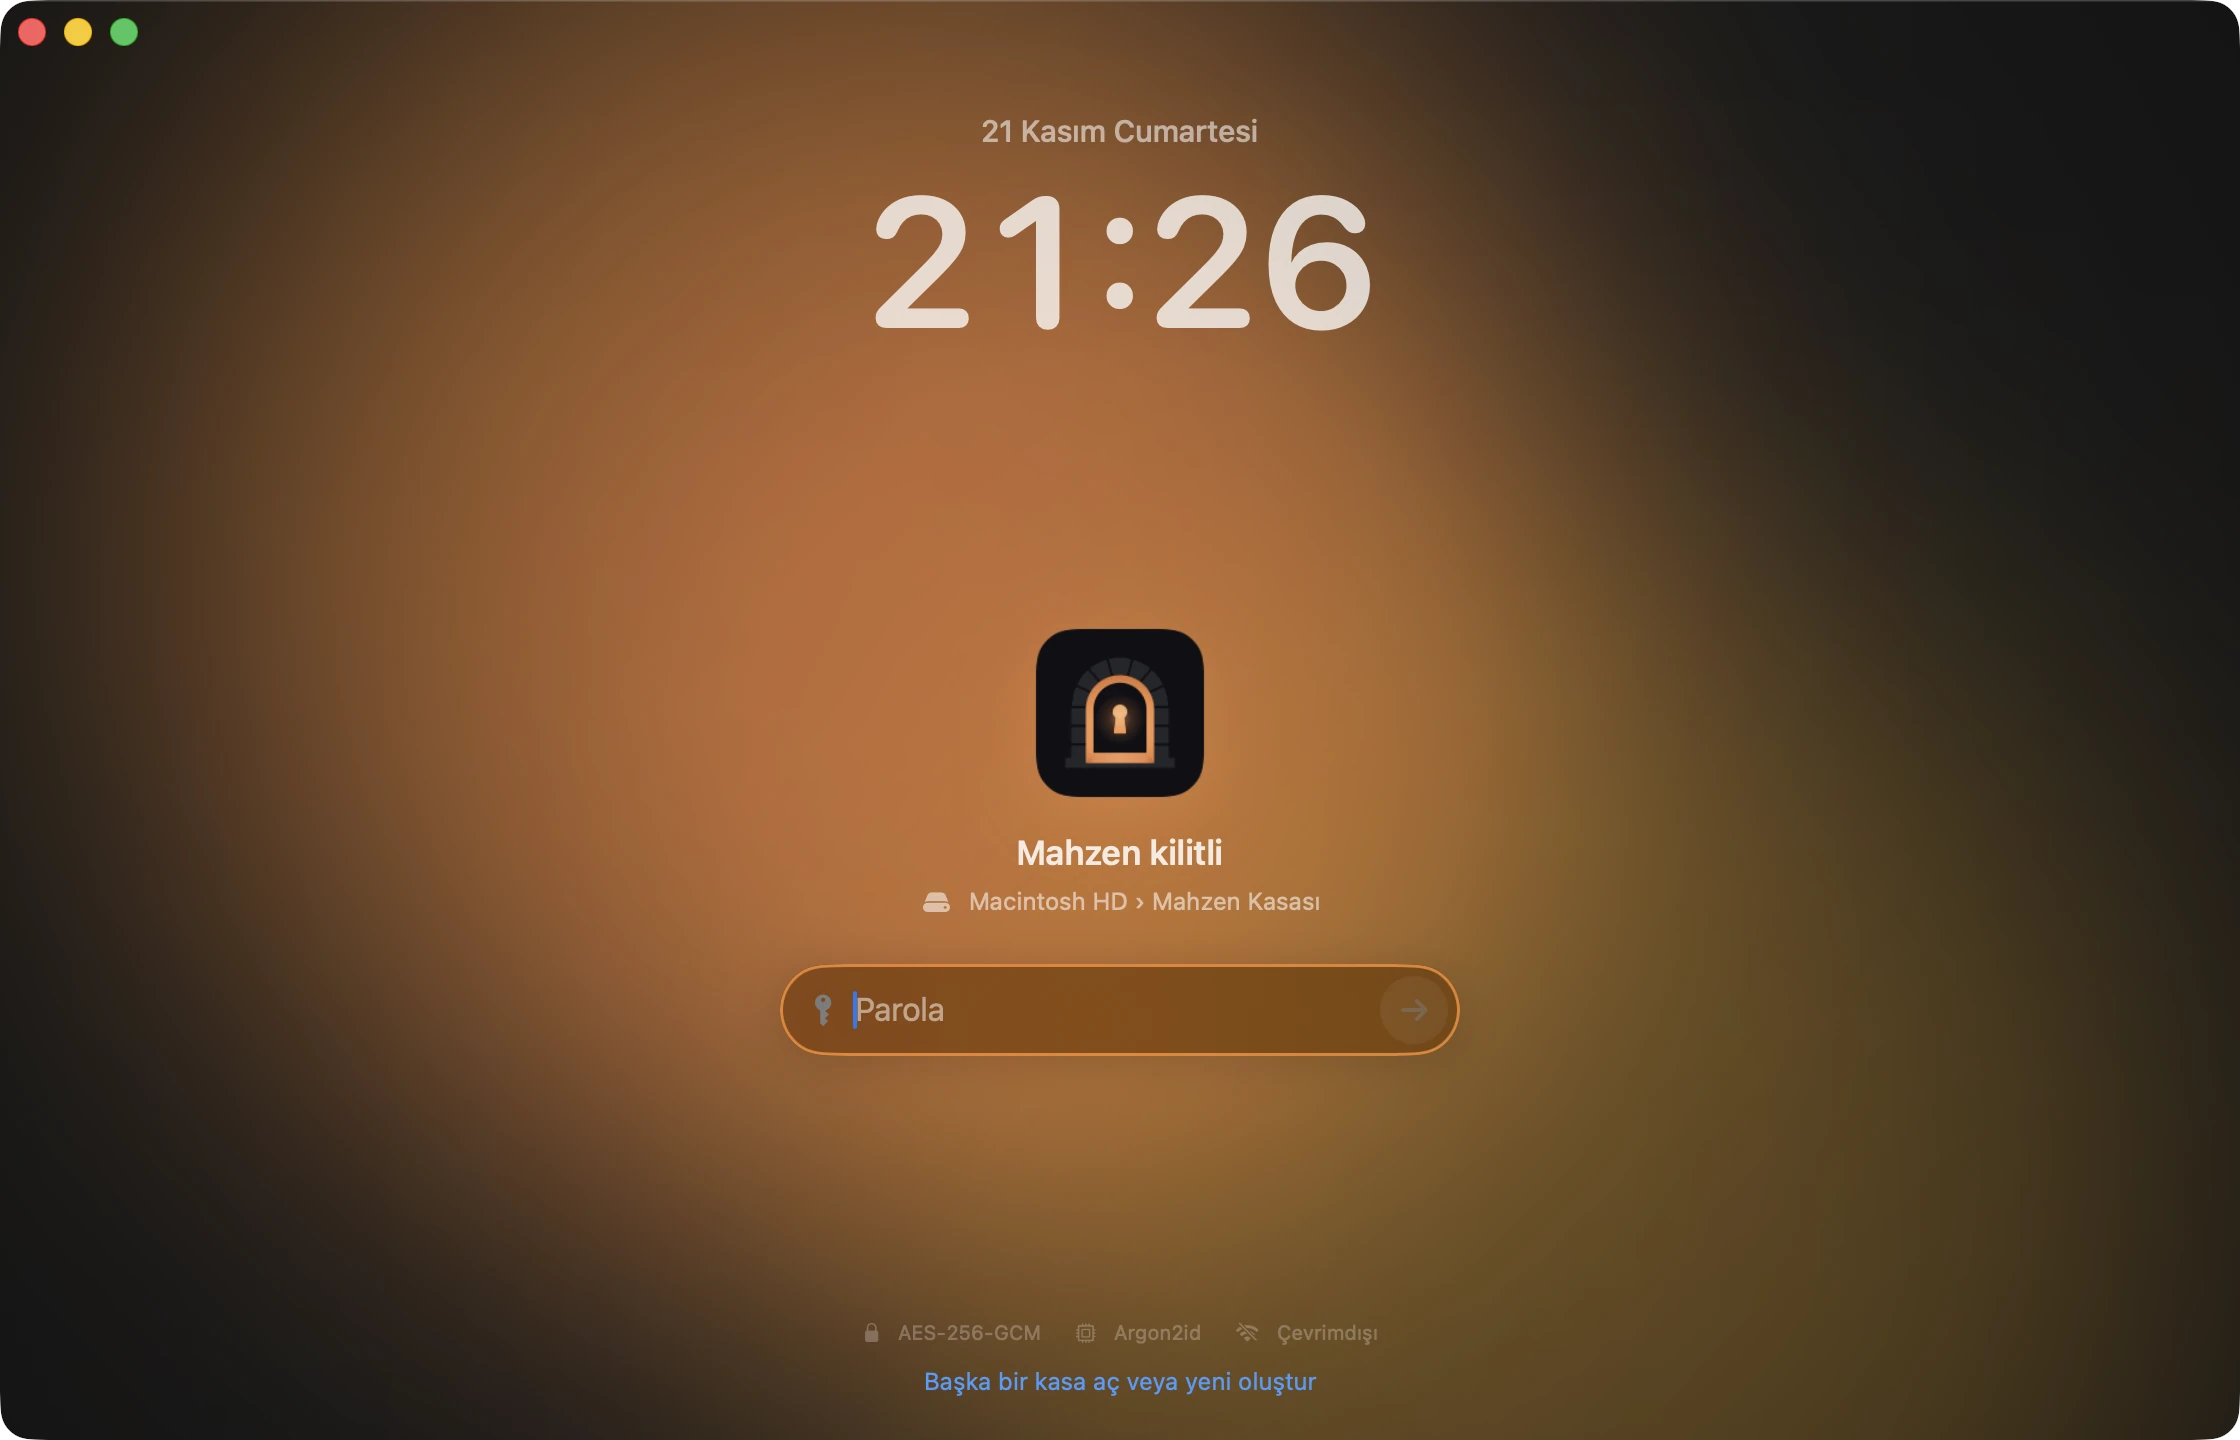 21 Kasım Cumartesi
21:26
Mahzen kilitli
Macintosh HD › Mahzen Kasası
Parola
AES-256-GCM Argon2id Çevrimdışı
Başka bir kasa aç veya yeni oluştur